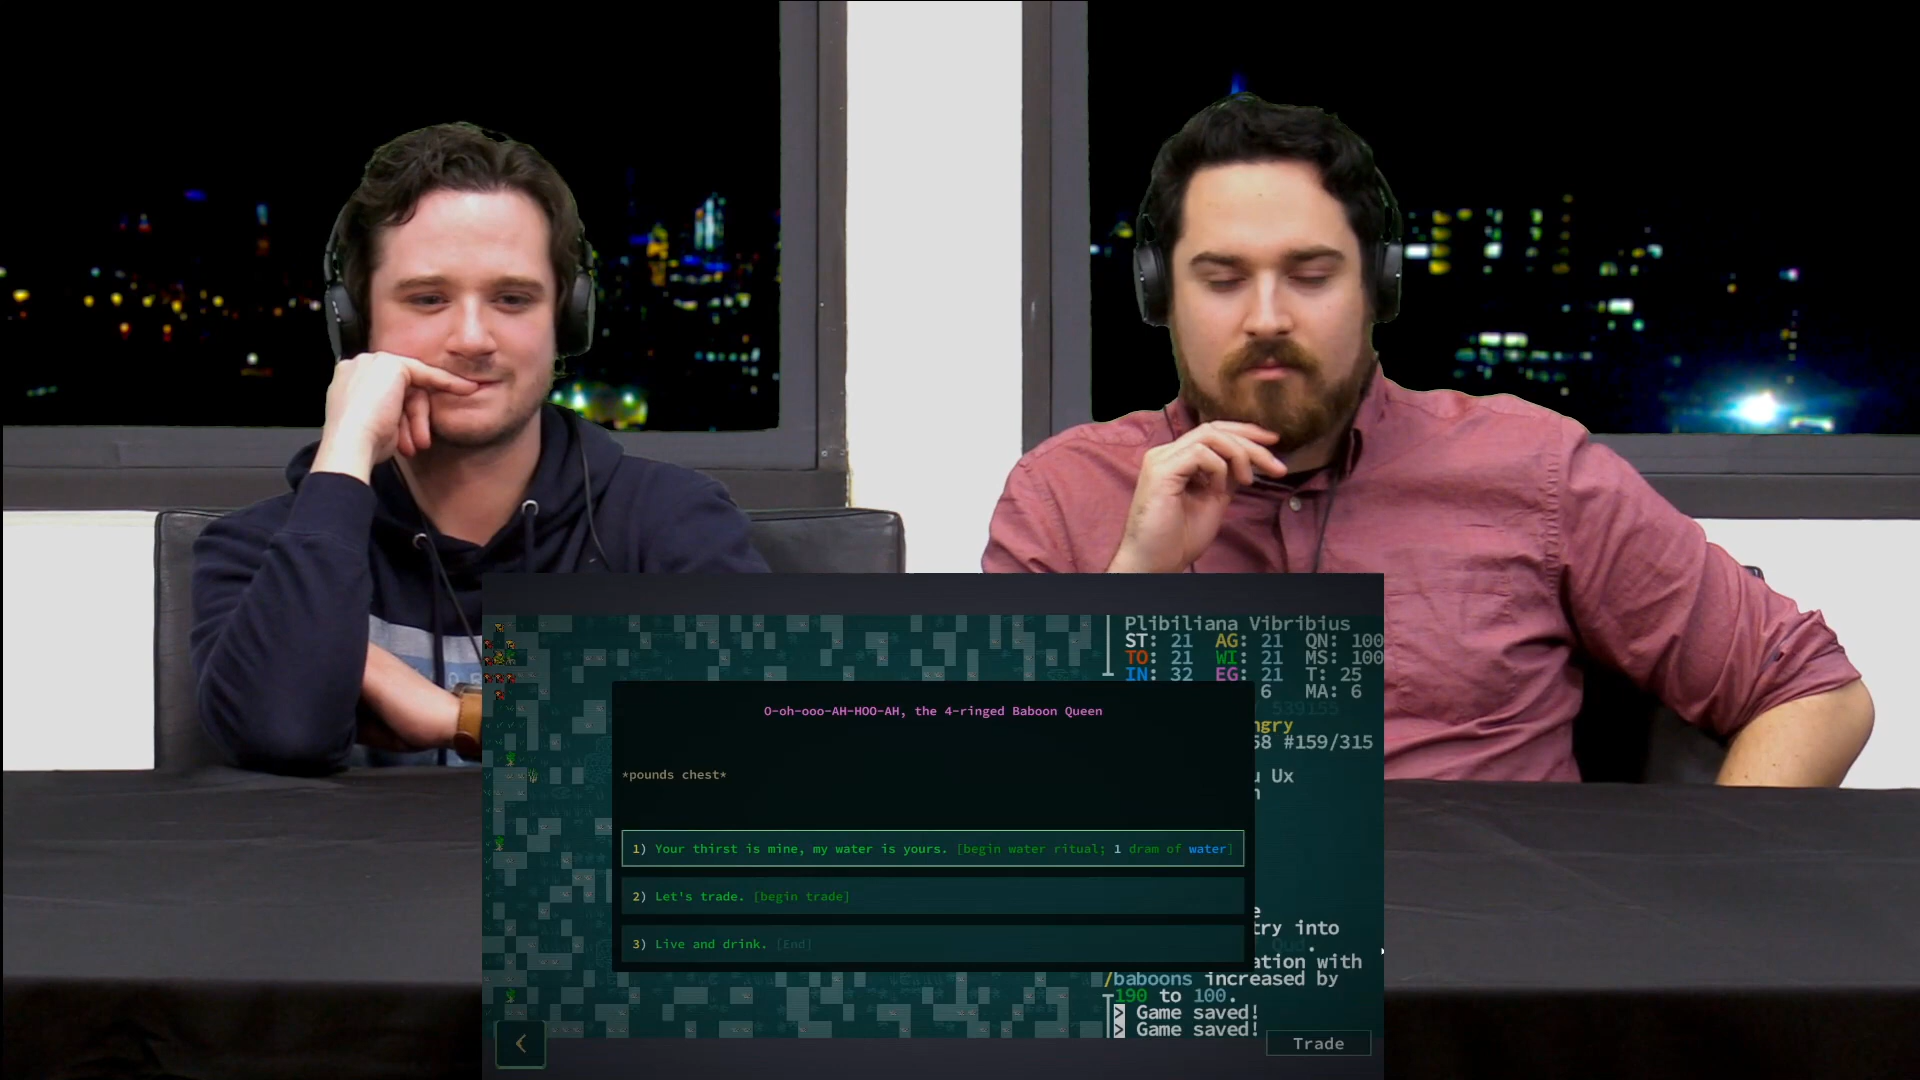 Plibiliana Vibribius
ST: 21 AG: 21 QN: 100
TO: 21 WI: 21 MS: 100
IN: 32 EG: 21 T: 25
6 MA: 6
539155
ngry
58 #159/315
u Ux
n
O-oh-ooo-AH-HOO-AH, the 4-ringed Baboon Queen
*pounds chest*
1) Your thirst is mine, my water is yours. [begin water ritual; 1 dram of water]
2) Let's trade. [begin trade]
3) Live and drink. [End]
e
try into
Qud.
ation with
/baboons increased by
190 to 100.
> Game saved!
> Game saved!
Trade